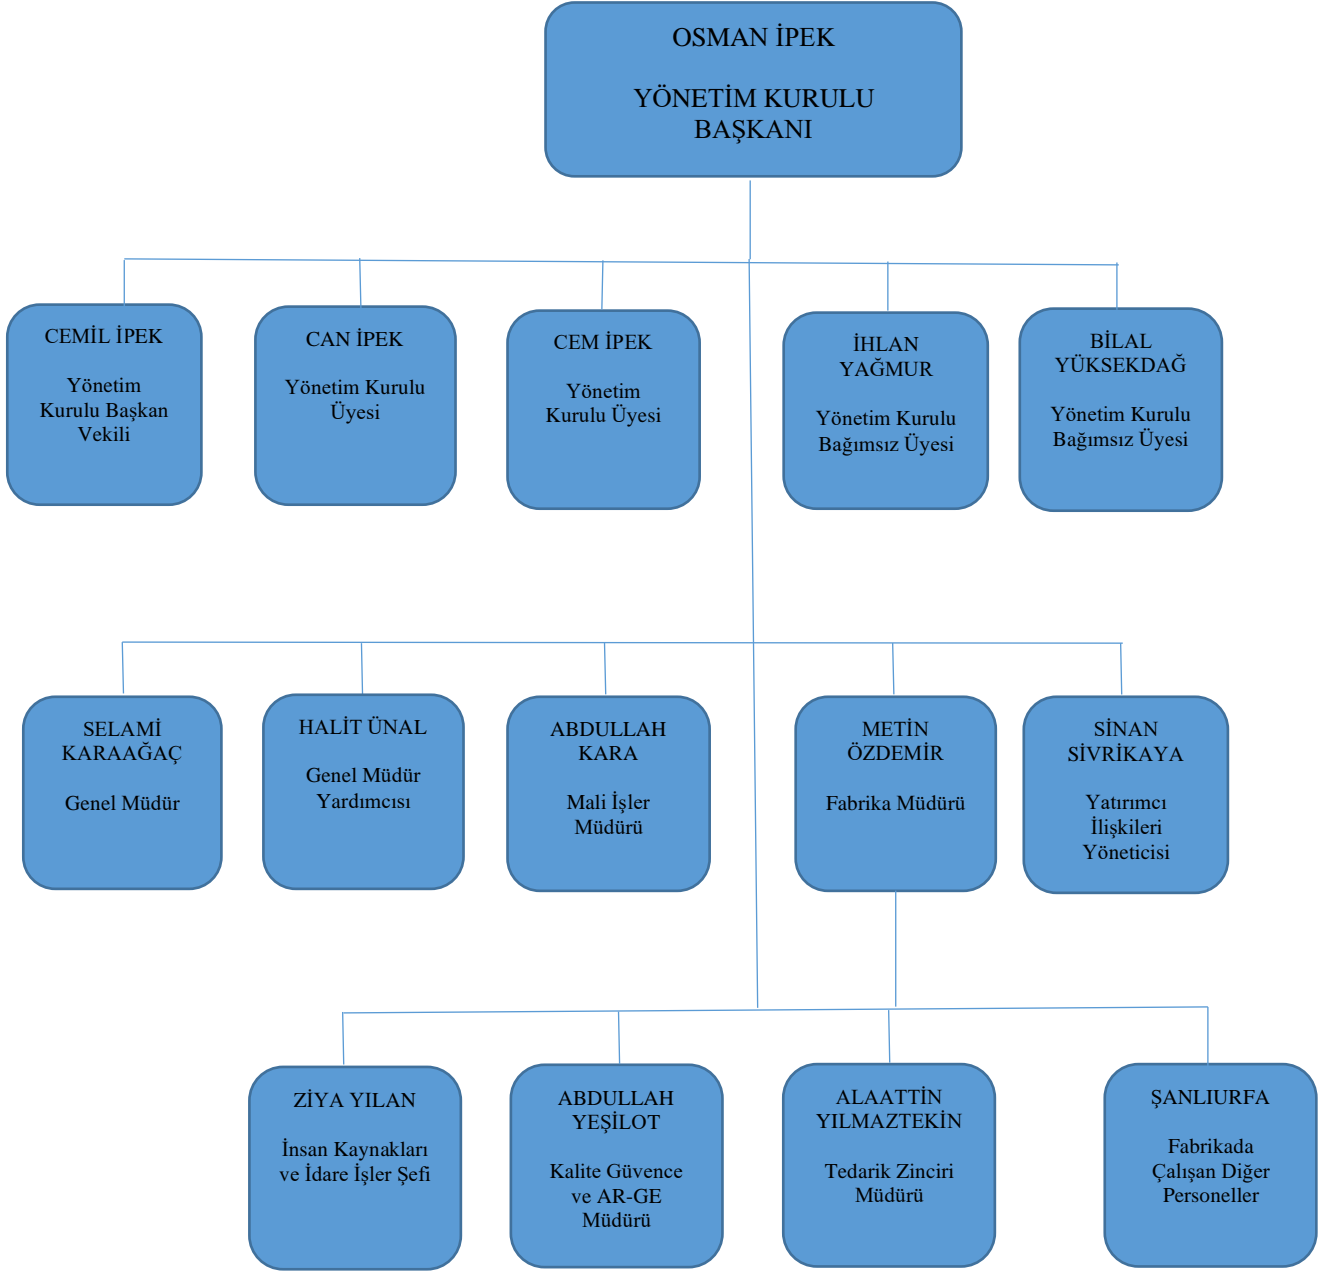 OSMAN İPEK
YÖNETİM KURULU
BAŞKANI
CEMİL İPEK
Yönetim
Kurulu Başkan
Vekili
CAN İPEK
Yönetim Kurulu
Üyesi
CEM İPEK
Yönetim
Kurulu Üyesi
İHLAN
YAĞMUR
Yönetim Kurulu
Bağımsız Üyesi
BİLAL
YÜKSEKDAĞ
Yönetim Kurulu
Bağımsız Üyesi
SELAMİ
KARAAĞAÇ
Genel Müdür
HALİT ÜNAL
Genel Müdür
Yardımcısı
ABDULLAH
KARA
Mali İşler
Müdürü
METİN
ÖZDEMİR
Fabrika Müdürü
SİNAN
SİVRİKAYA
Yatırımcı
İlişkileri
Yöneticisi
ZİYA YILAN
İnsan Kaynakları
ve İdare İşler Şefi
ABDULLAH
YEŞİLOT
Kalite Güvence
ve AR-GE
Müdürü
ALAATTİN
YILMAZTEKİN
Tedarik Zinciri
Müdürü
ŞANLIURFA
Fabrikada
Çalışan Diğer
Personeller